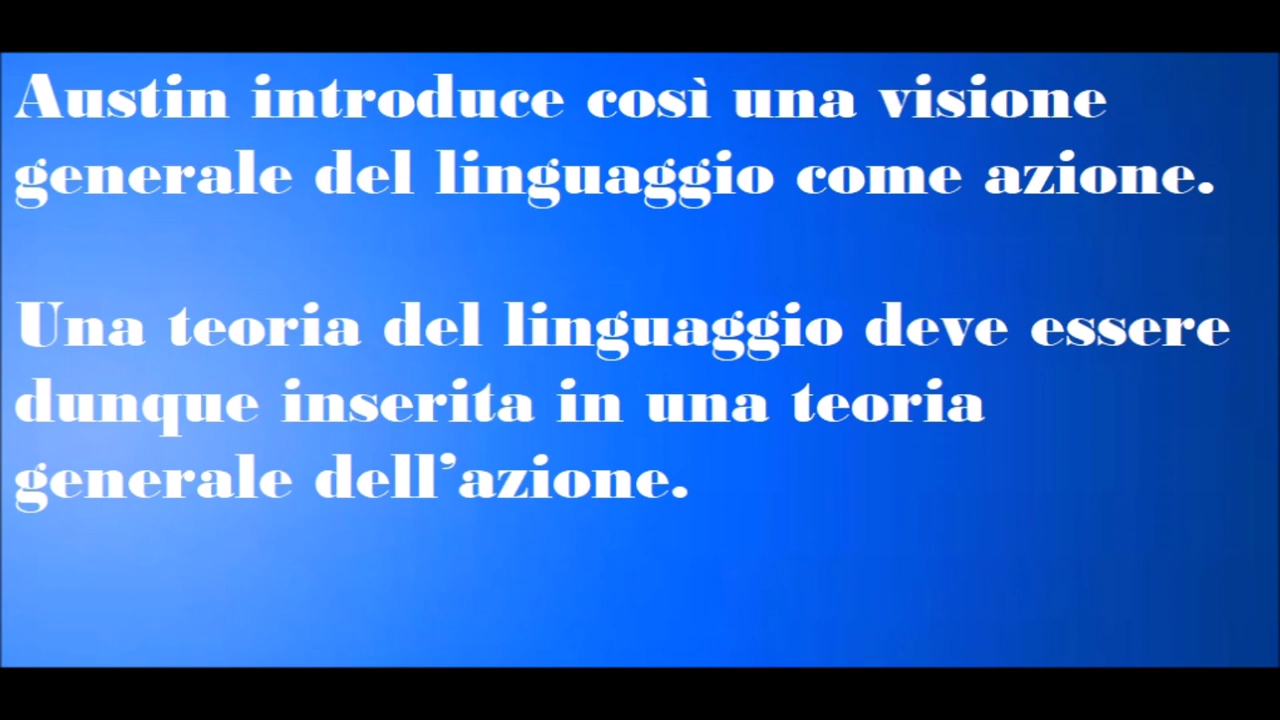 Austin introduce così una visione
generale del linguaggio come azione.
Una teoria del linguaggio deve essere
dunque inserita in una teoria
generale dell’azione.